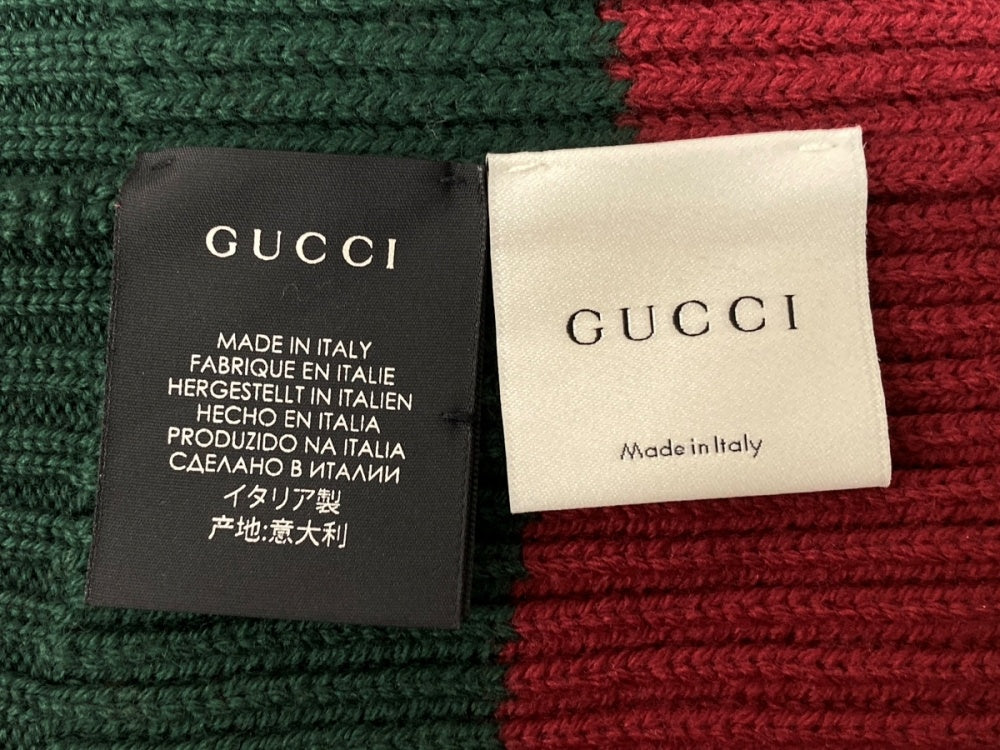 GUCCI
MADE IN ITALY
FABRIQUE EN ITALIE
HERGESTELLT IN ITALIEN
HECHO EN ITALIA
PRODUZIDO NA ITALIA
СДЕЛАНО В ИТАЛИИ
イタリア製
产地:意大利
GUCCI
Made in Italy